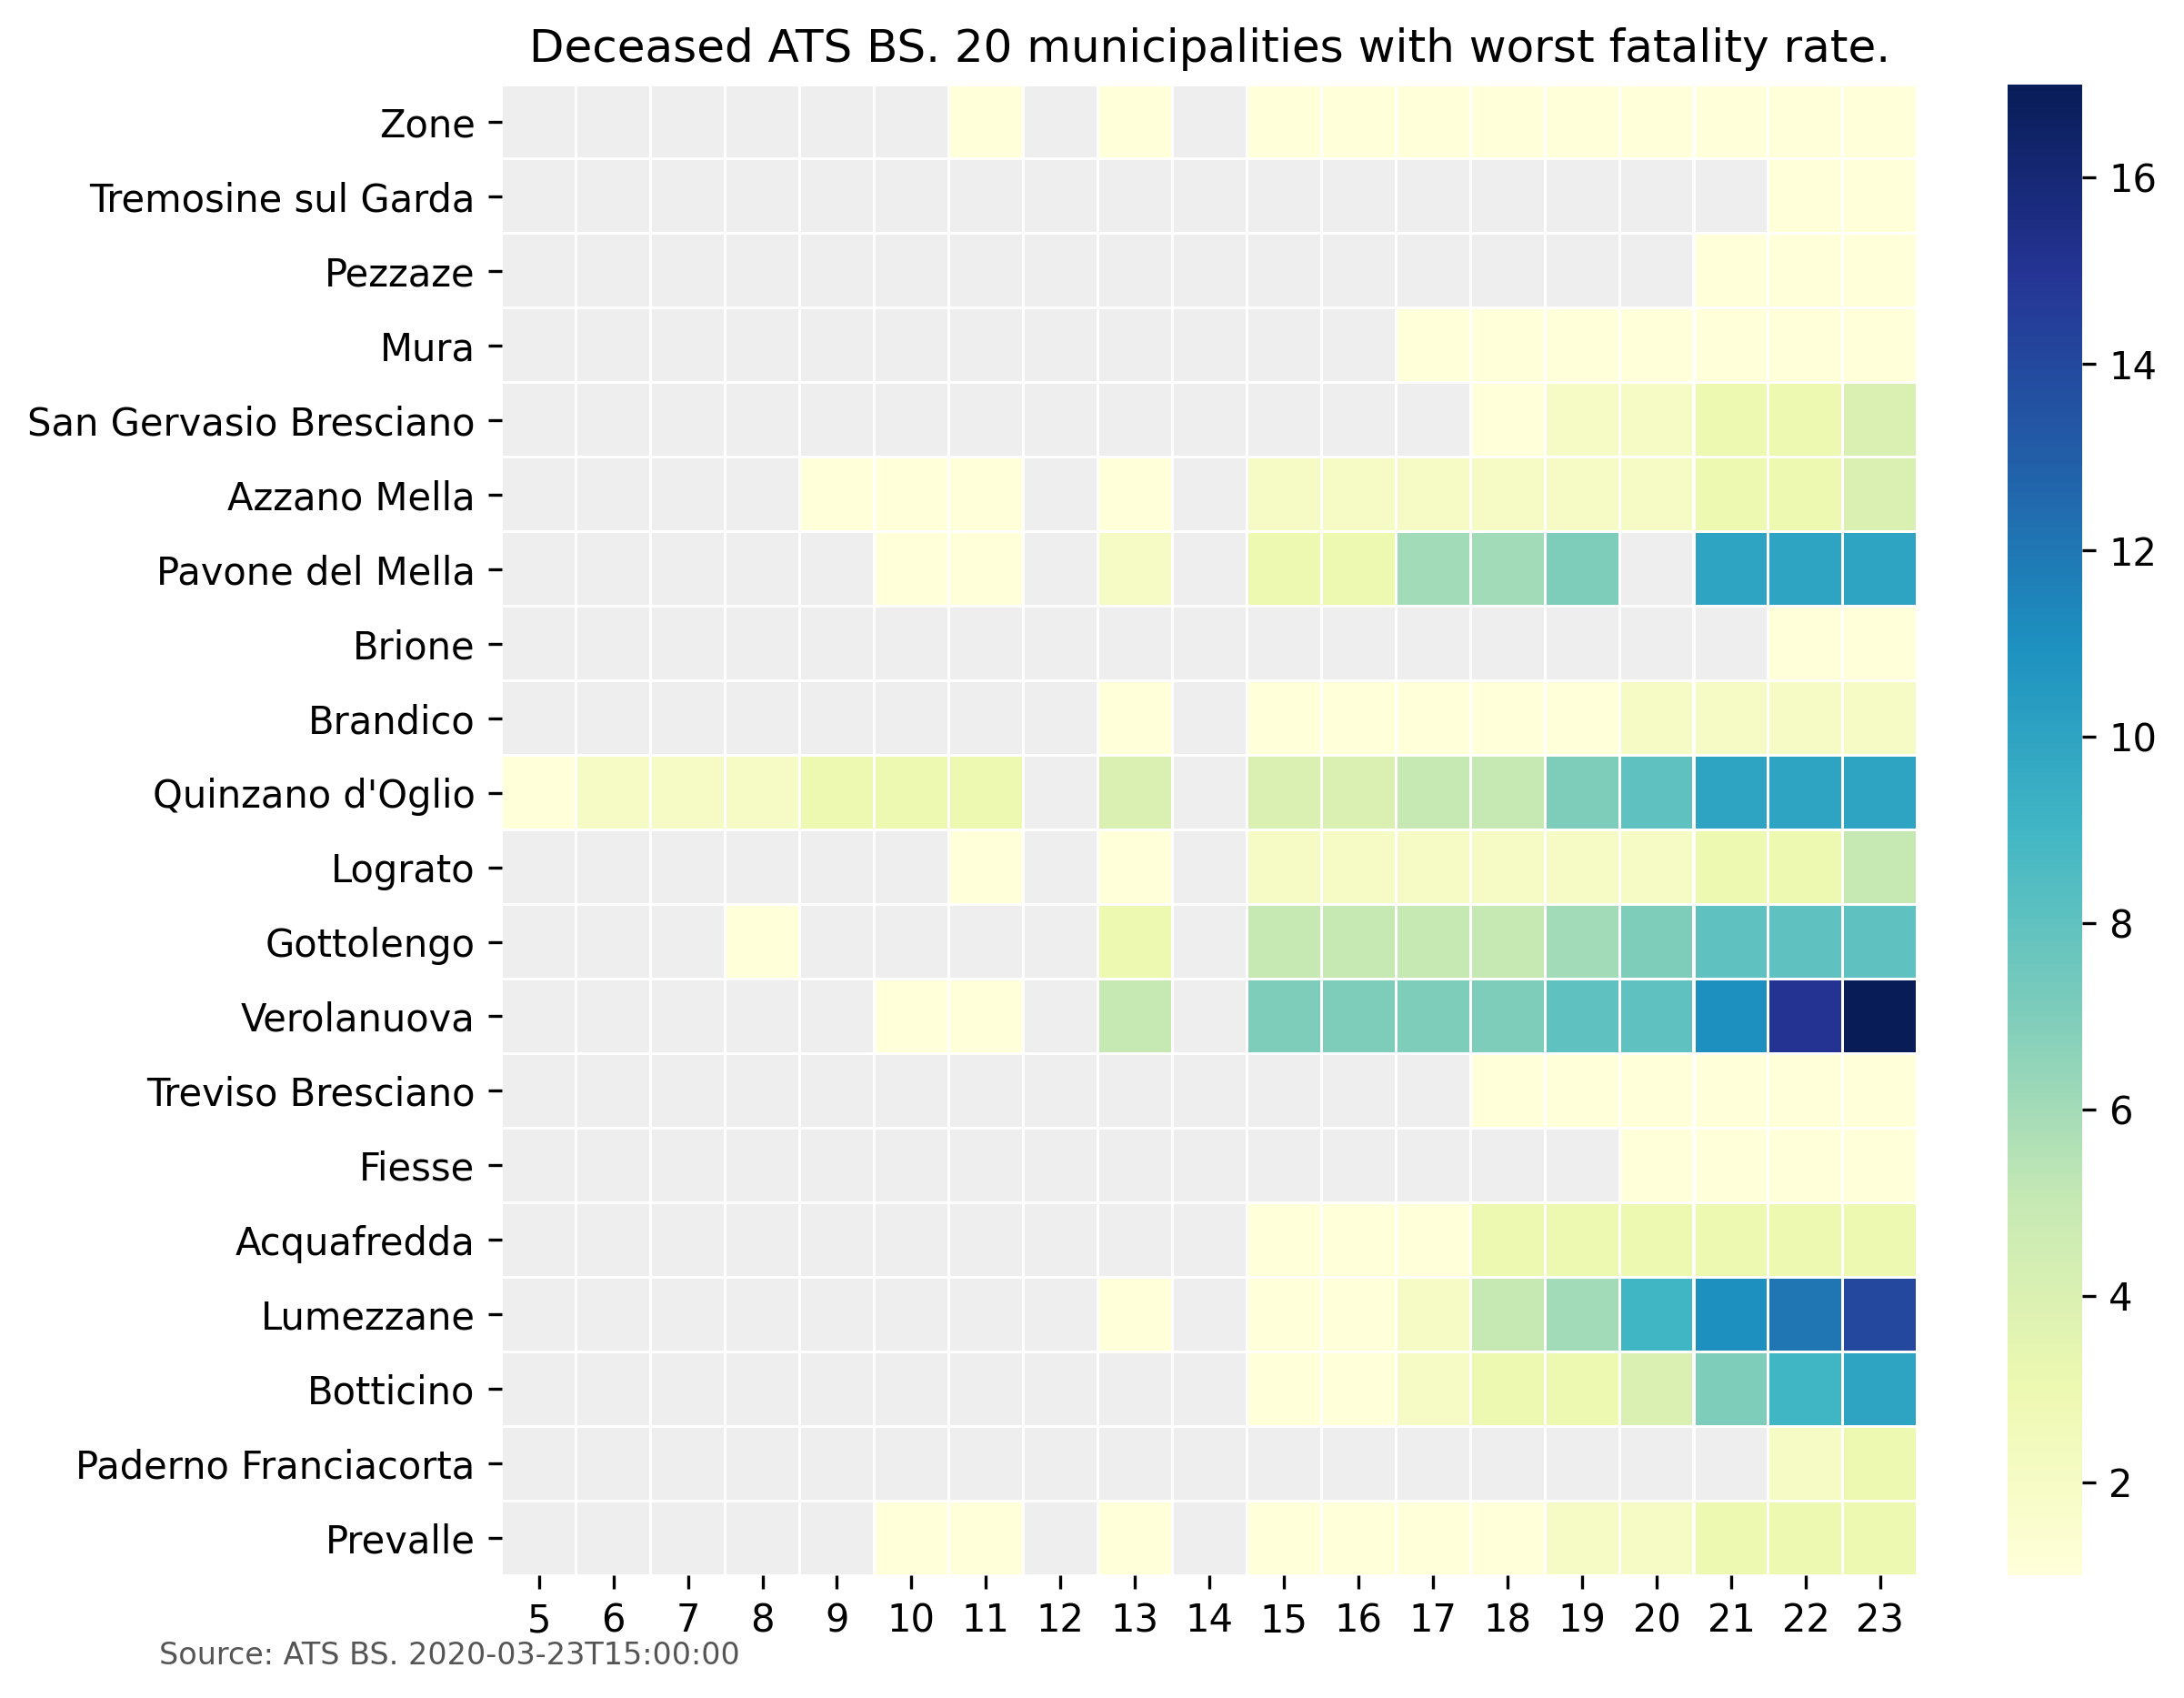 Deceased ATS BS. 20 municipalities with worst fatality rate.
Zone
Tremosine sul Garda
Pezzaze
Mura
San Gervasio Bresciano
Azzano Mella
Pavone del Mella
Brione
Brandico
Quinzano d'Oglio
Lograto
Gottolengo
Verolanuova
Treviso Bresciano
Fiesse
Acquafredda
Lumezzane
Botticino
Paderno Franciacorta
Prevalle
5 6 7 8 9 10 11 12 13 14 15 16 17 18 19 20 21 22 23
16
14
12
10
8
6
4
2
Source: ATS BS. 2020-03-23T15:00:00